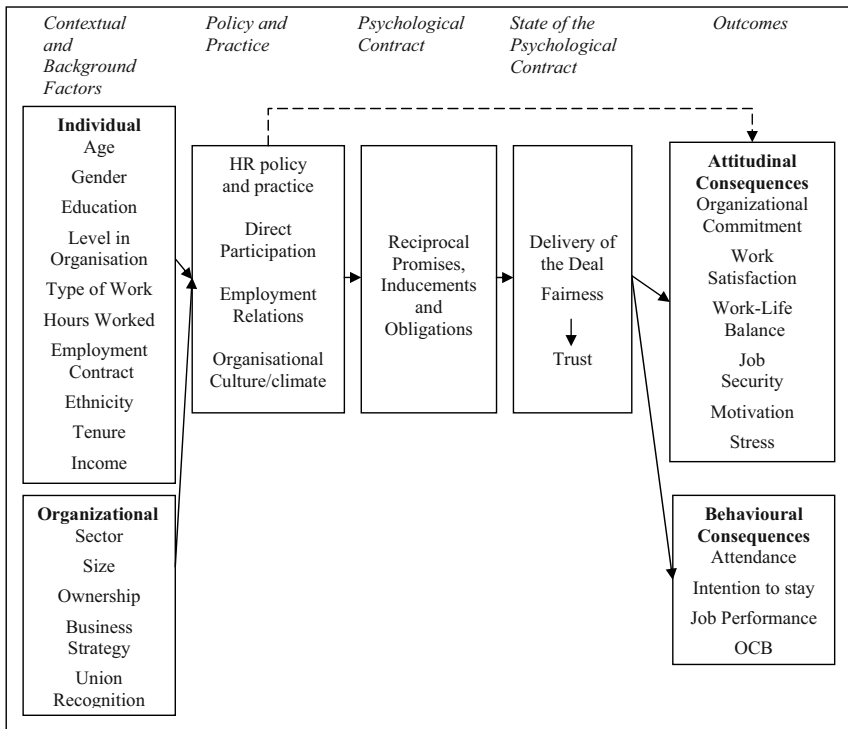 Contextual
and
Background
Factors
Policy and
Practice
Psychological
Contract
State of the
Psychological
Contract
Outcomes
Individual
Age
Gender
Education
Level in
Organisation
Type of Work
Hours Worked
Employment
Contract
Ethnicity
Tenure
Income
Organizational
Sector
Size
Ownership
Business
Strategy
Union
Recognition
HR policy
and practice
Direct
Participation
Employment
Relations
Organisational
Culture/climate
Reciprocal
Promises,
Inducements
and
Obligations
Delivery of
the Deal
Fairness
Trust
Attitudinal
Consequences
Organizational
Commitment
Work
Satisfaction
Work-Life
Balance
Job
Security
Motivation
Stress
Behavioural
Consequences
Attendance
Intention to stay
Job Performance
OCB